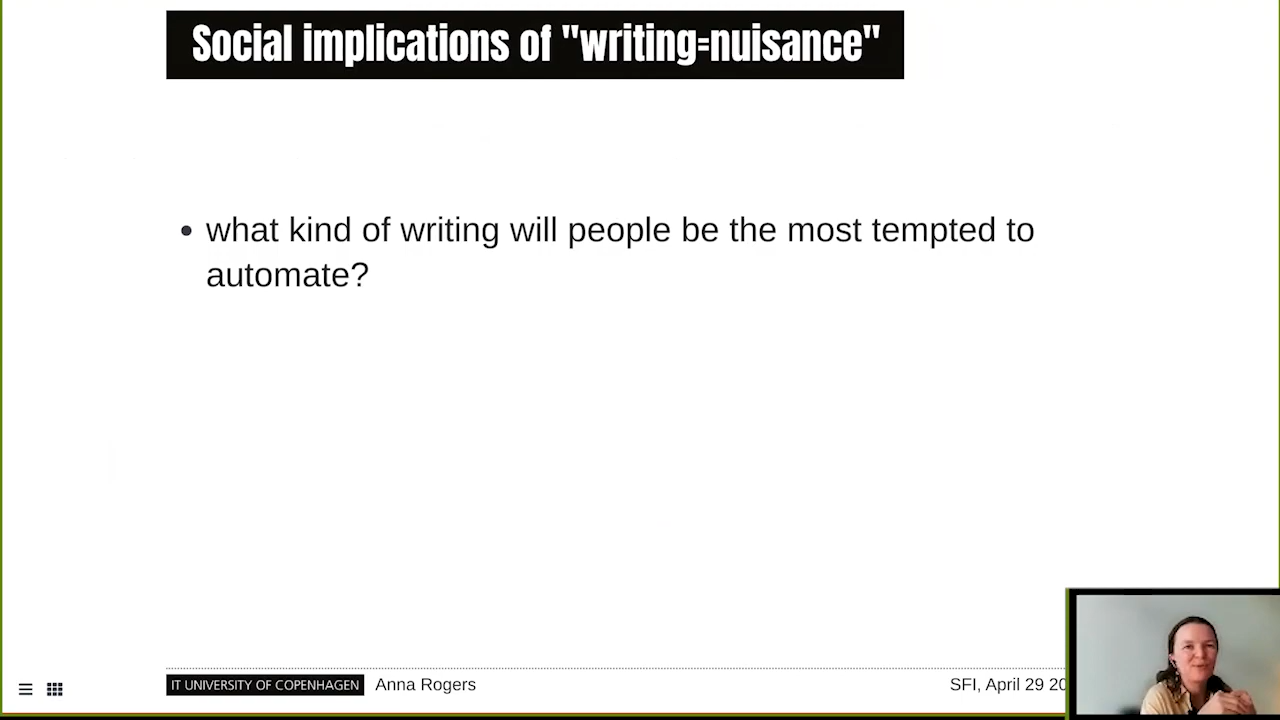 Social implications of "writing=nuisance"
• what kind of writing will people be the most tempted to
automate?
IT UNIVERSITY OF COPENHAGEN Anna Rogers SFI, April 29 20